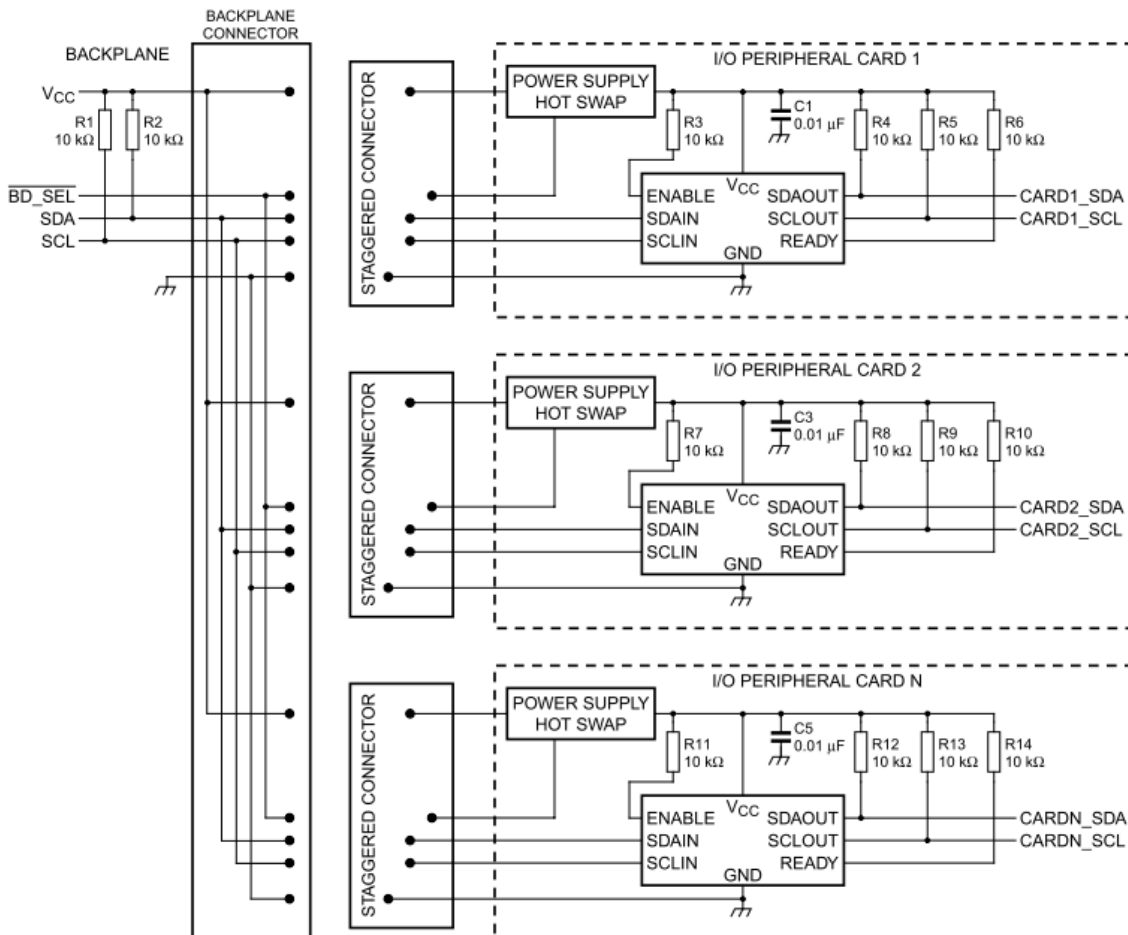 BACKPLANE
CONNECTOR
BACKPLANE
VCC
R1
10 kΩ
R2
10 kΩ
BD_SEL
SDA
SCL
STAGGERED CONNECTOR
I/O PERIPHERAL CARD 1
POWER SUPPLY
HOT SWAP
R3
10 kΩ
C1
0.01 µF
R4
10 kΩ
R5
10 kΩ
R6
10 kΩ
VCC
ENABLE
SDAIN
SCLIN
SDAOUT
SCLOUT
READY
GND
CARD1_SDA
CARD1_SCL
STAGGERED CONNECTOR
I/O PERIPHERAL CARD 2
POWER SUPPLY
HOT SWAP
R7
10 kΩ
C3
0.01 µF
R8
10 kΩ
R9
10 kΩ
R10
10 kΩ
VCC
ENABLE
SDAIN
SCLIN
SDAOUT
SCLOUT
READY
GND
CARD2_SDA
CARD2_SCL
STAGGERED CONNECTOR
I/O PERIPHERAL CARD N
POWER SUPPLY
HOT SWAP
R11
10 kΩ
C5
0.01 µF
R12
10 kΩ
R13
10 kΩ
R14
10 kΩ
VCC
ENABLE
SDAIN
SCLIN
SDAOUT
SCLOUT
READY
GND
CARDN_SDA
CARDN_SCL